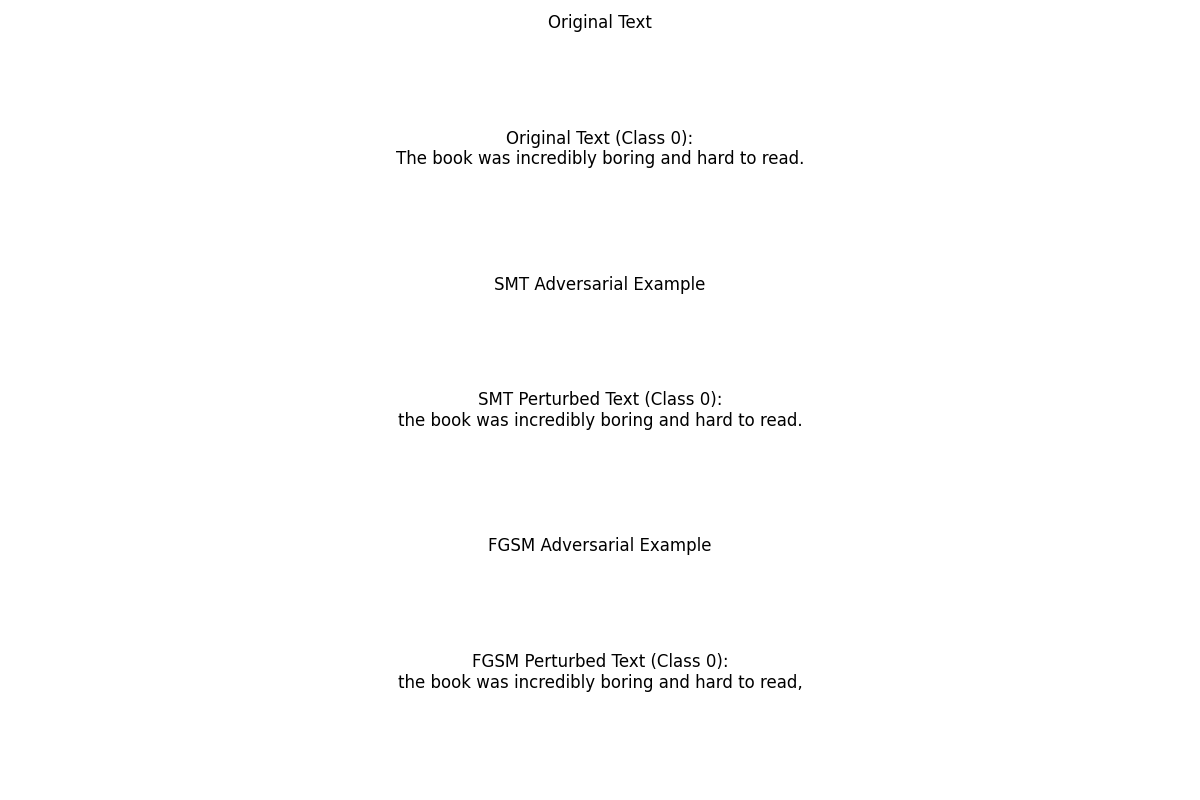 Original Text
Original Text (Class 0):
The book was incredibly boring and hard to read.
SMT Adversarial Example
SMT Perturbed Text (Class 0):
the book was incredibly boring and hard to read.
FGSM Adversarial Example
FGSM Perturbed Text (Class 0):
the book was incredibly boring and hard to read,